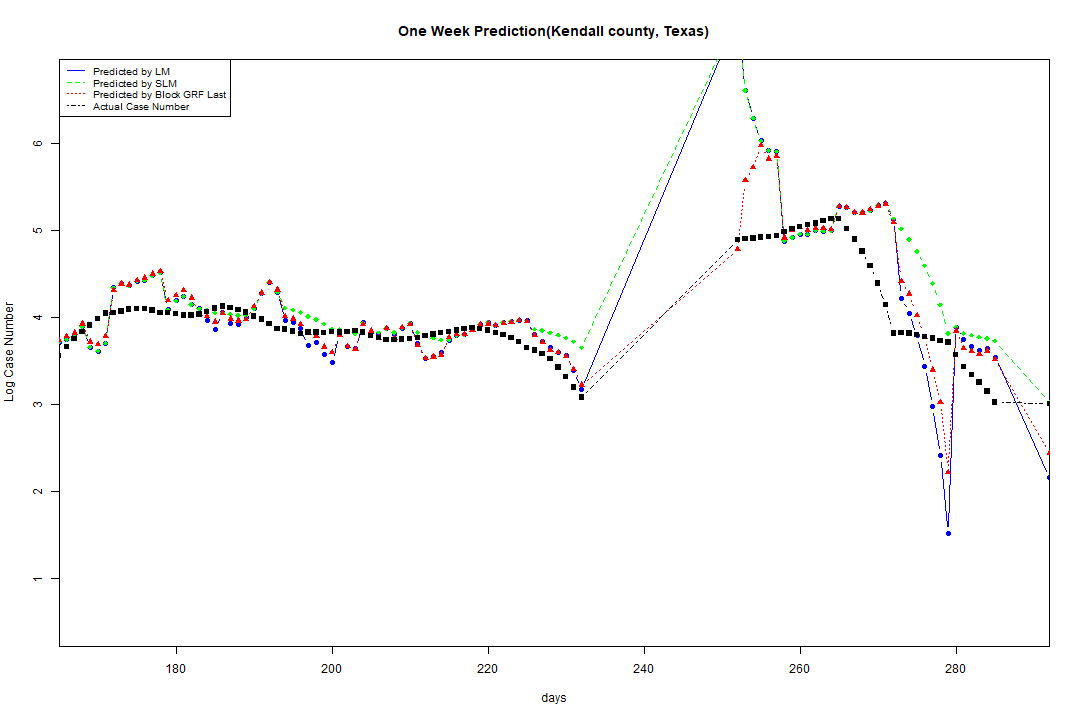 One Week Prediction(Kendall county, Texas)
Predicted by LM
Predicted by SLM
Predicted by Block GRF Last
Actual Case Number
Log Case Number
6
5
4
3
2
1
180 200 220 240 260 280
days